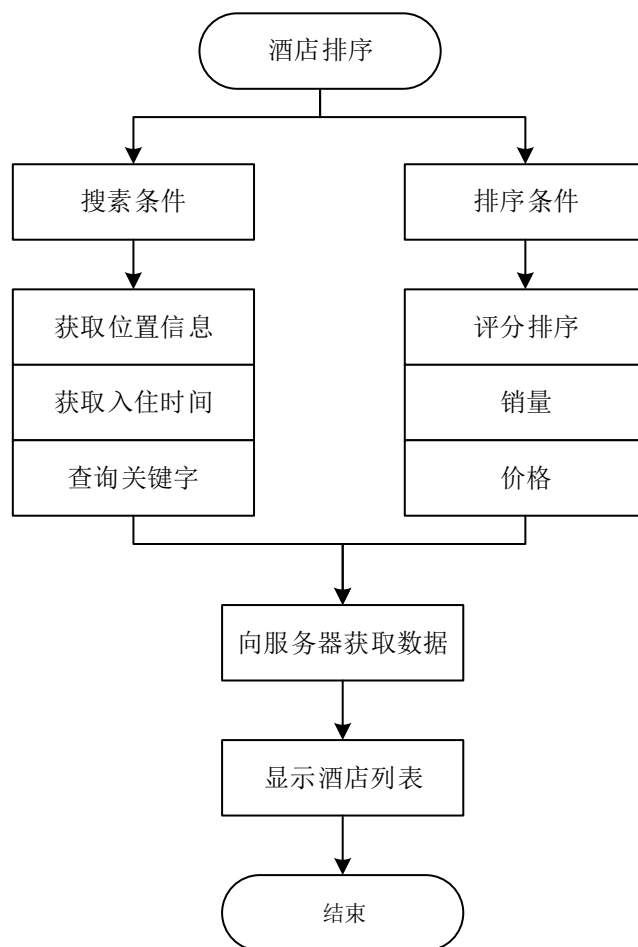 酒店排序
搜素条件
排序条件
获取位置信息
评分排序
获取入住时间
销量
查询关键字
价格
向服务器获取数据
显示酒店列表
结束